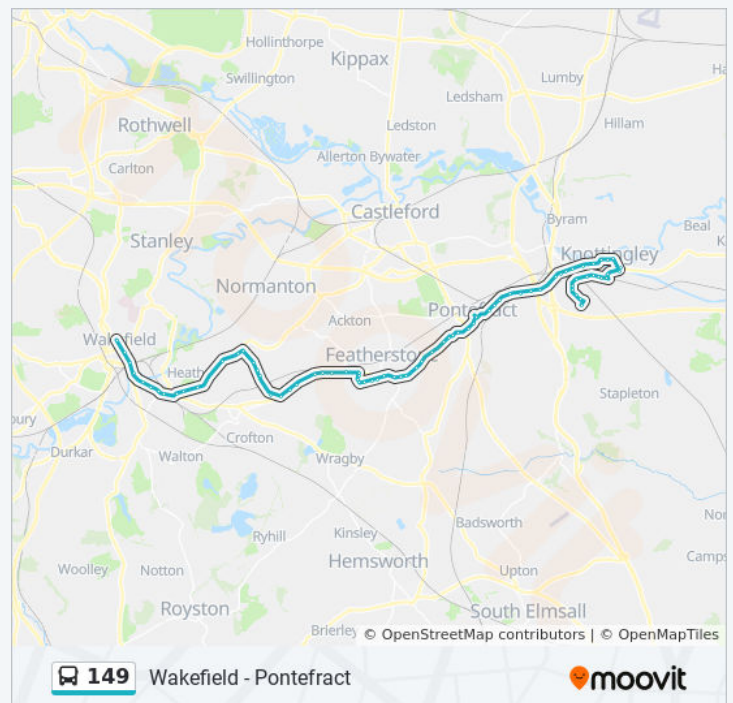 Hollinthorpe
Kippax
Swillington
Lumby
Ledsham
Rothwell
Ledston
Hillam
Allerton Bywater
Carlton
Castleford
Byram
Beal
Stanley
Knottingley
Normanton
Pontefract
Ackton
Wakefield
Featherstone
Heath
Stapleton
Crofton
Walton
Wragby
Durkar
Badsworth
Ryhill
Kinsley
Hemsworth
Camps
Woolley
Notton
Upton
Royston
South Elmsall
Brierley
© OpenStreetMap contributors | © OpenMapTiles
149 Wakefield - Pontefract
moovit